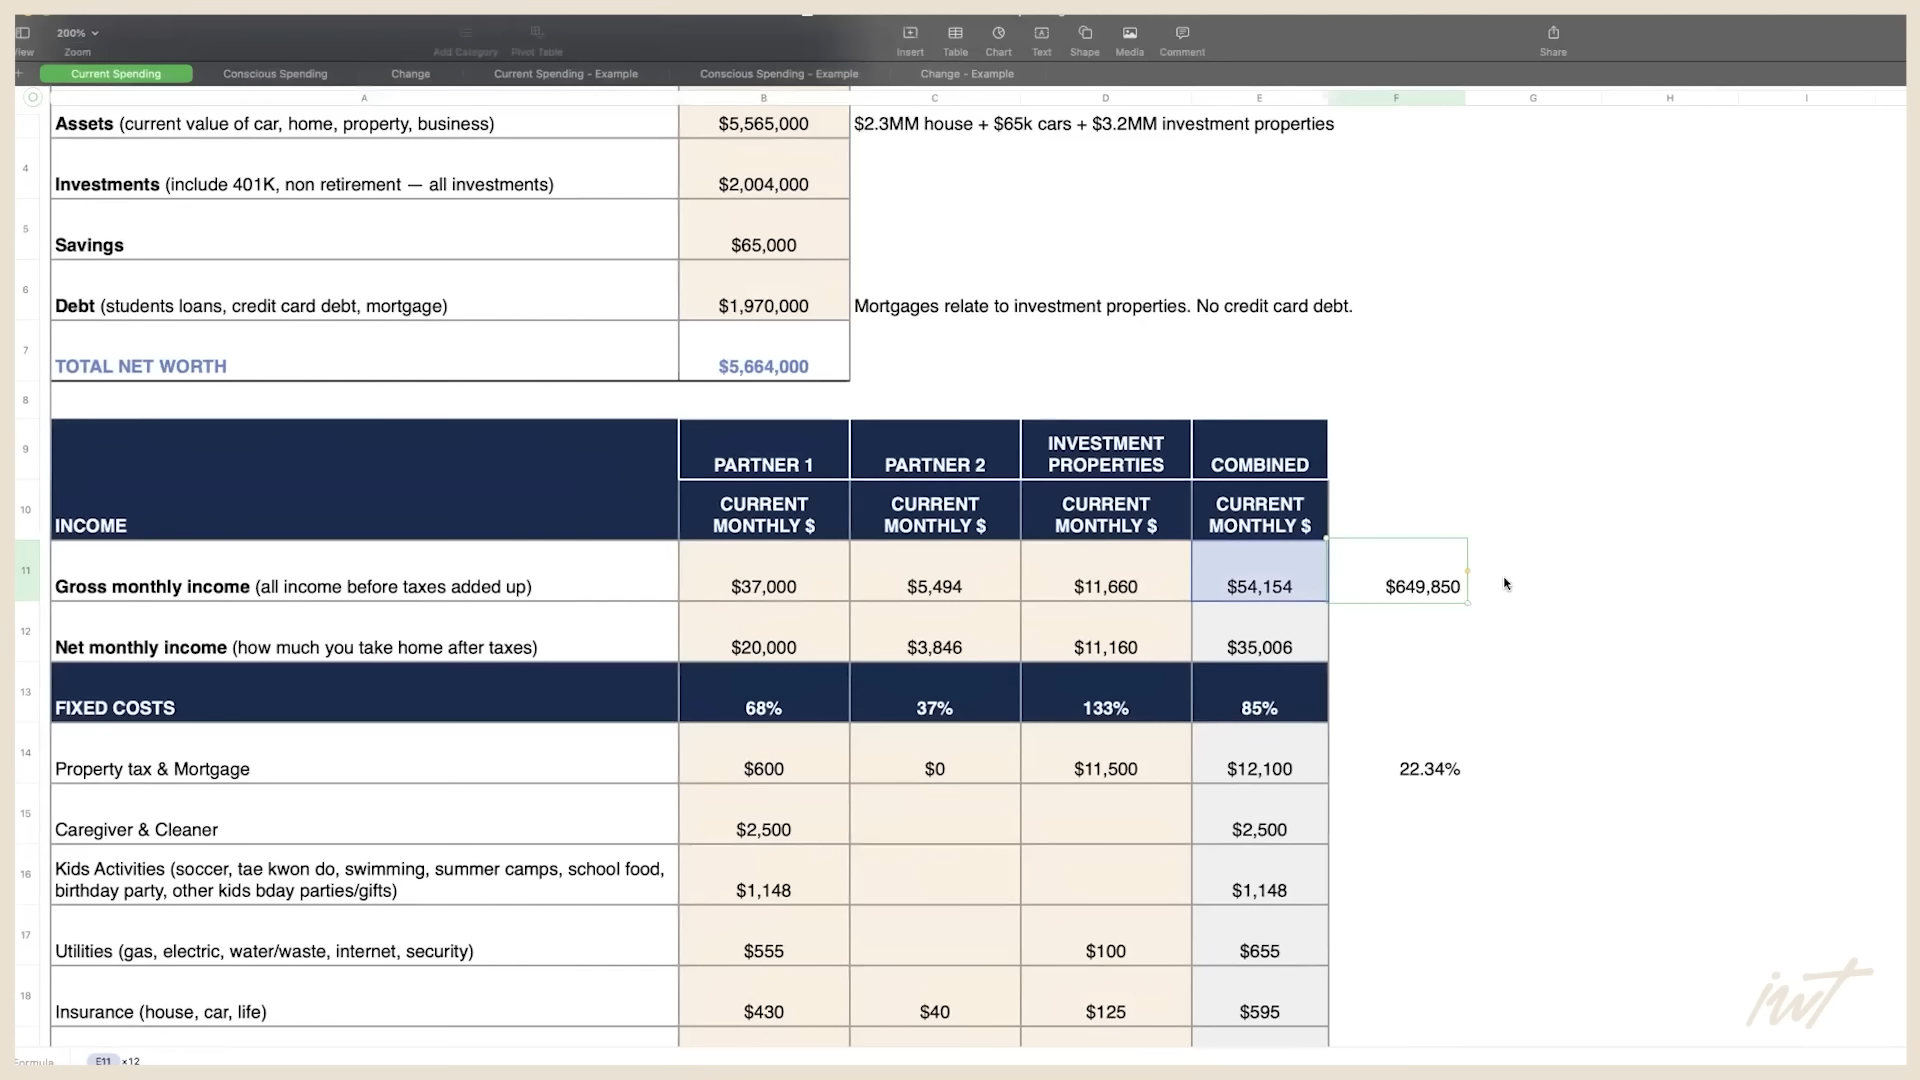 200%
View
Zoom
Add Category
Pivot Table
Insert
Table
Chart
Text
Shape
Media
Comment
Share
+
Current Spending
Conscious Spending
Change
Current Spending - Example
Conscious Spending - Example
Change - Example
A B C D E F G H I
Assets (current value of car, home, property, business) $5,565,000 $2.3MM house + $65k cars + $3.2MM investment properties
4
Investments (include 401K, non retirement — all investments) $2,004,000
5
Savings $65,000
6
Debt (students loans, credit card debt, mortgage) $1,970,000 Mortgages relate to investment properties. No credit card debt.
7
TOTAL NET WORTH $5,664,000
8
9
PARTNER 1 PARTNER 2 INVESTMENT PROPERTIES COMBINED
10
INCOME CURRENT MONTHLY $ CURRENT MONTHLY $ CURRENT MONTHLY $ CURRENT MONTHLY $
11
Gross monthly income (all income before taxes added up) $37,000 $5,494 $11,660 $54,154 $649,850
12
Net monthly income (how much you take home after taxes) $20,000 $3,846 $11,160 $35,006
13
FIXED COSTS 68% 37% 133% 85%
14
Property tax & Mortgage $600 $0 $11,500 $12,100 22.34%
15
Caregiver & Cleaner $2,500 $2,500
16
Kids Activities (soccer, tae kwon do, swimming, summer camps, school food,
birthday party, other kids bday parties/gifts) $1,148 $1,148
17
Utilities (gas, electric, water/waste, internet, security) $555 $100 $655
18
Insurance (house, car, life) $430 $40 $125 $595
iwt
Formula E11 ×12